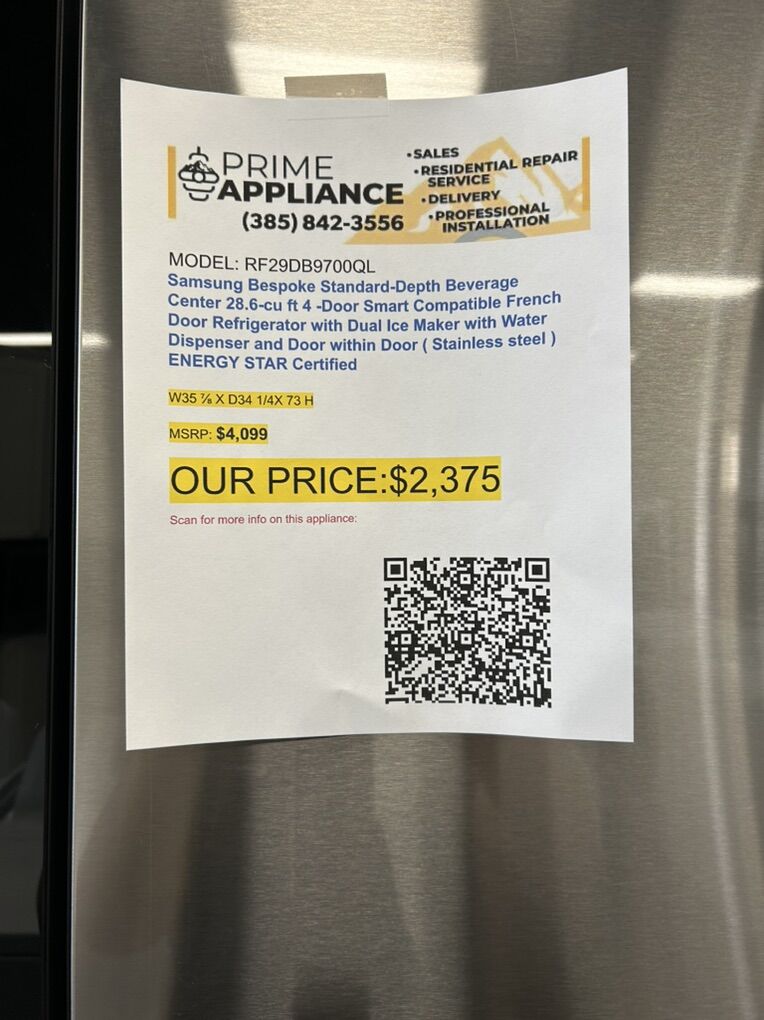 PRIME
APPLIANCE
(385) 842-3556
•SALES
•RESIDENTIAL REPAIR
SERVICE
•DELIVERY
•PROFESSIONAL
INSTALLATION
MODEL: RF29DB9700QL
Samsung Bespoke Standard-Depth Beverage
Center 28.6-cu ft 4 -Door Smart Compatible French
Door Refrigerator with Dual Ice Maker with Water
Dispenser and Door within Door ( Stainless steel )
ENERGY STAR Certified
W35 ⅞ X D34 1/4X 73 H
MSRP: $4,099
OUR PRICE:$2,375
Scan for more info on this appliance: